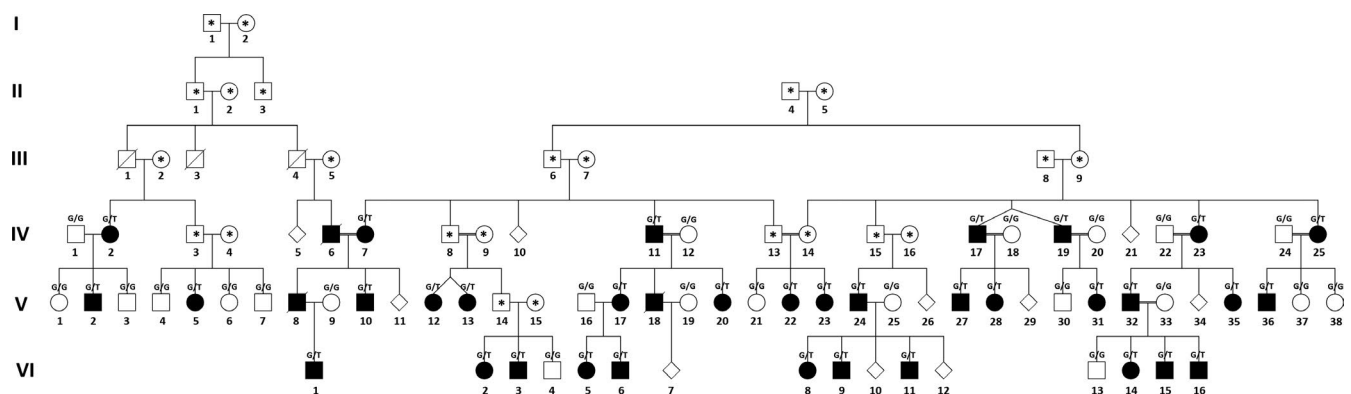 I * *
1 2
II * * * * *
1 2 3 4 5
III * * * * * *
1 2 3 4 5 6 7 8 9
G/G G/T G/T G/T G/G G/T G/G G/T G/G G/G G/T G/G G/T
IV * * * * * * * *
1 2 3 4 5 6 7 8 9 10 11 12 13 14 15 16 17 18 19 20 21 22 23 24 25
G/G G/T G/G G/G G/T G/G G/G G/T G/G G/T G/T G/T G/G G/T G/T G/G G/T G/G G/T G/T G/T G/G G/T G/T G/G G/T G/T G/G G/T G/T G/G G/G
V * *
1 2 3 4 5 6 7 8 9 10 11 12 13 14 15 16 17 18 19 20 21 22 23 24 25 26 27 28 29 30 31 32 33 34 35 36 37 38
G/T G/T G/T G/G G/T G/T G/T G/T G/T G/G G/T G/T G/T
VI
1 2 3 4 5 6 7 8 9 10 11 12 13 14 15 16